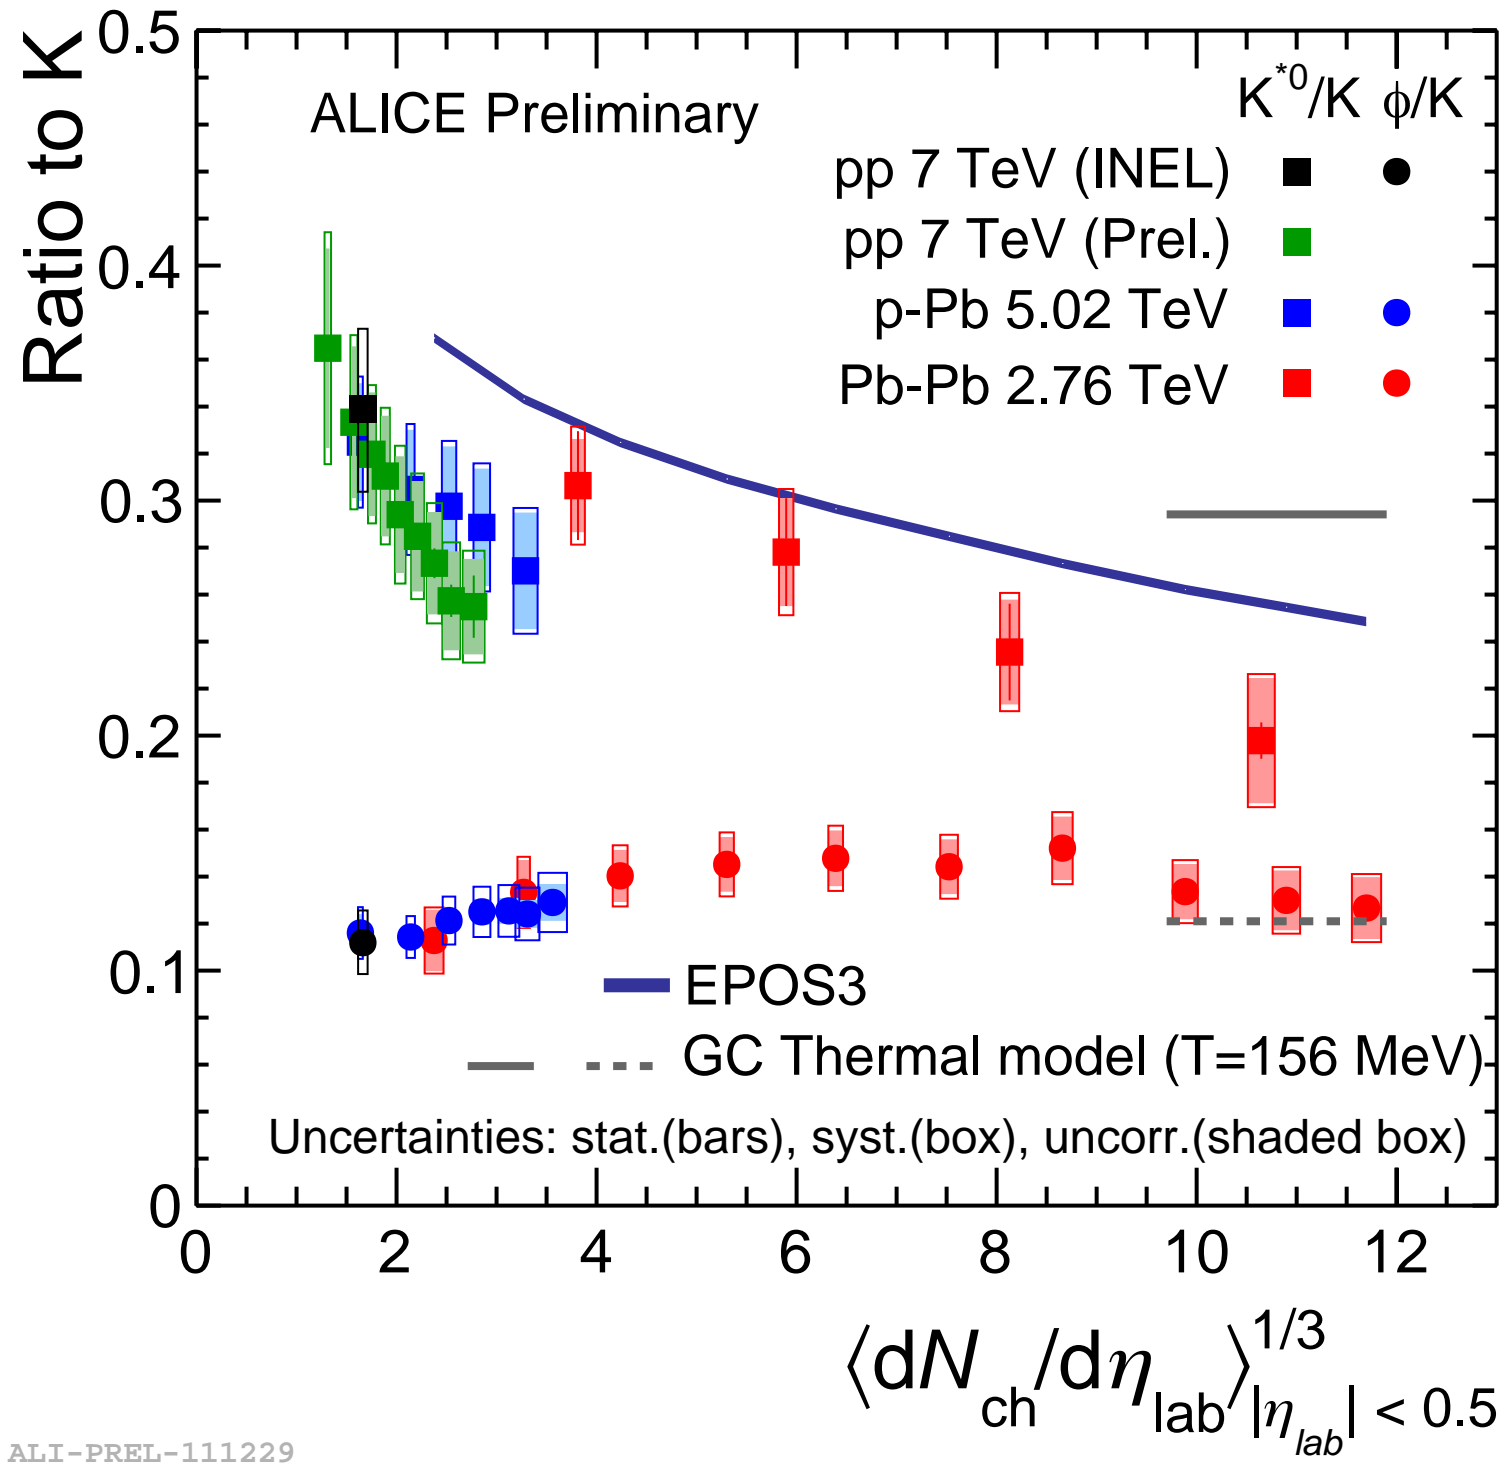 Ratio to K
0.5
0.4
0.3
0.2
0.1
0
ALICE Preliminary
K*0/K ϕ/K
pp 7 TeV (INEL)
pp 7 TeV (Prel.)
p-Pb 5.02 TeV
Pb-Pb 2.76 TeV
EPOS3
GC Thermal model (T=156 MeV)
Uncertainties: stat.(bars), syst.(box), uncorr.(shaded box)
0 2 4 6 8 10 12
⟨dNch/dηlab⟩1/3|ηlab| < 0.5
ALI-PREL-111229